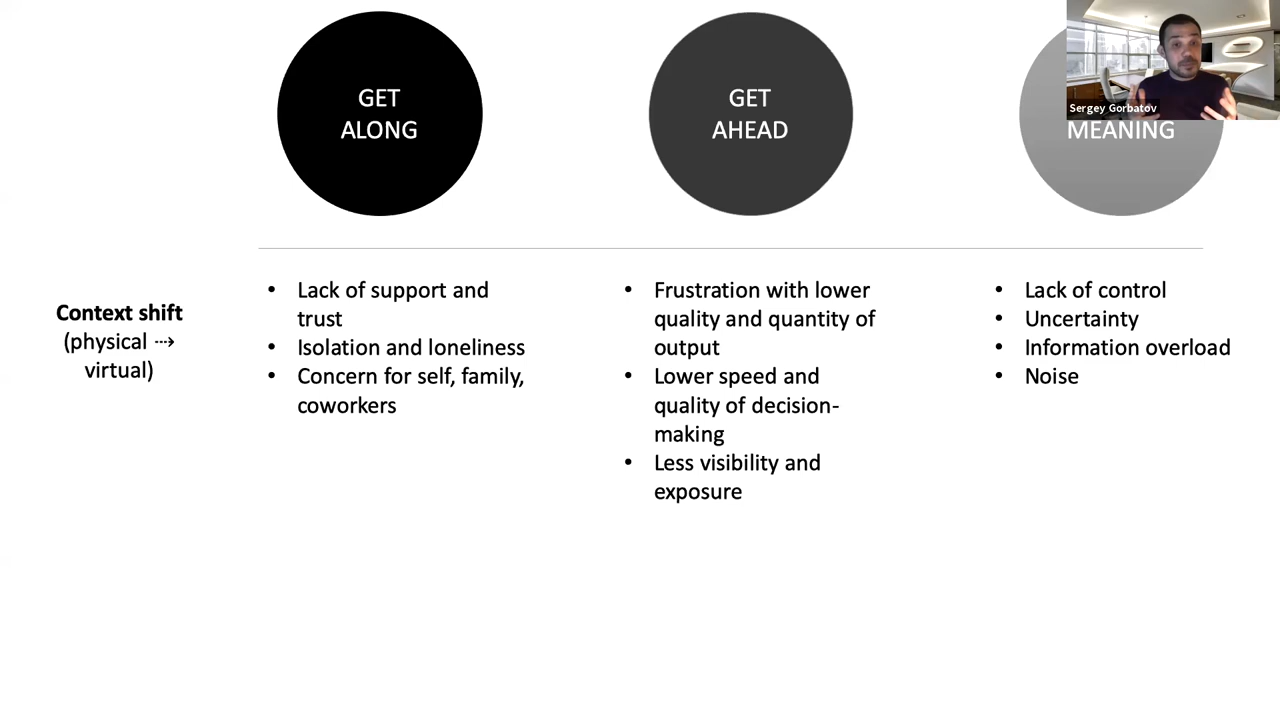 GET
ALONG
GET
AHEAD
MEANING
Sergey Gorbatov
Context shift
(physical ⇢
virtual)
• Lack of support and
trust
• Isolation and loneliness
• Concern for self, family,
coworkers
• Frustration with lower
quality and quantity of
output
• Lower speed and
quality of decision-
making
• Less visibility and
exposure
• Lack of control
• Uncertainty
• Information overload
• Noise